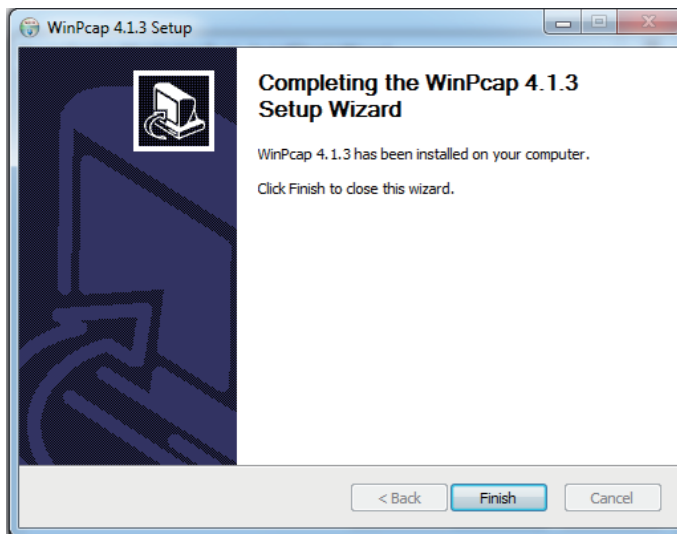 WinPcap 4.1.3 Setup
Completing the WinPcap 4.1.3
Setup Wizard
WinPcap 4.1.3 has been installed on your computer.
Click Finish to close this wizard.
< Back
Finish
Cancel